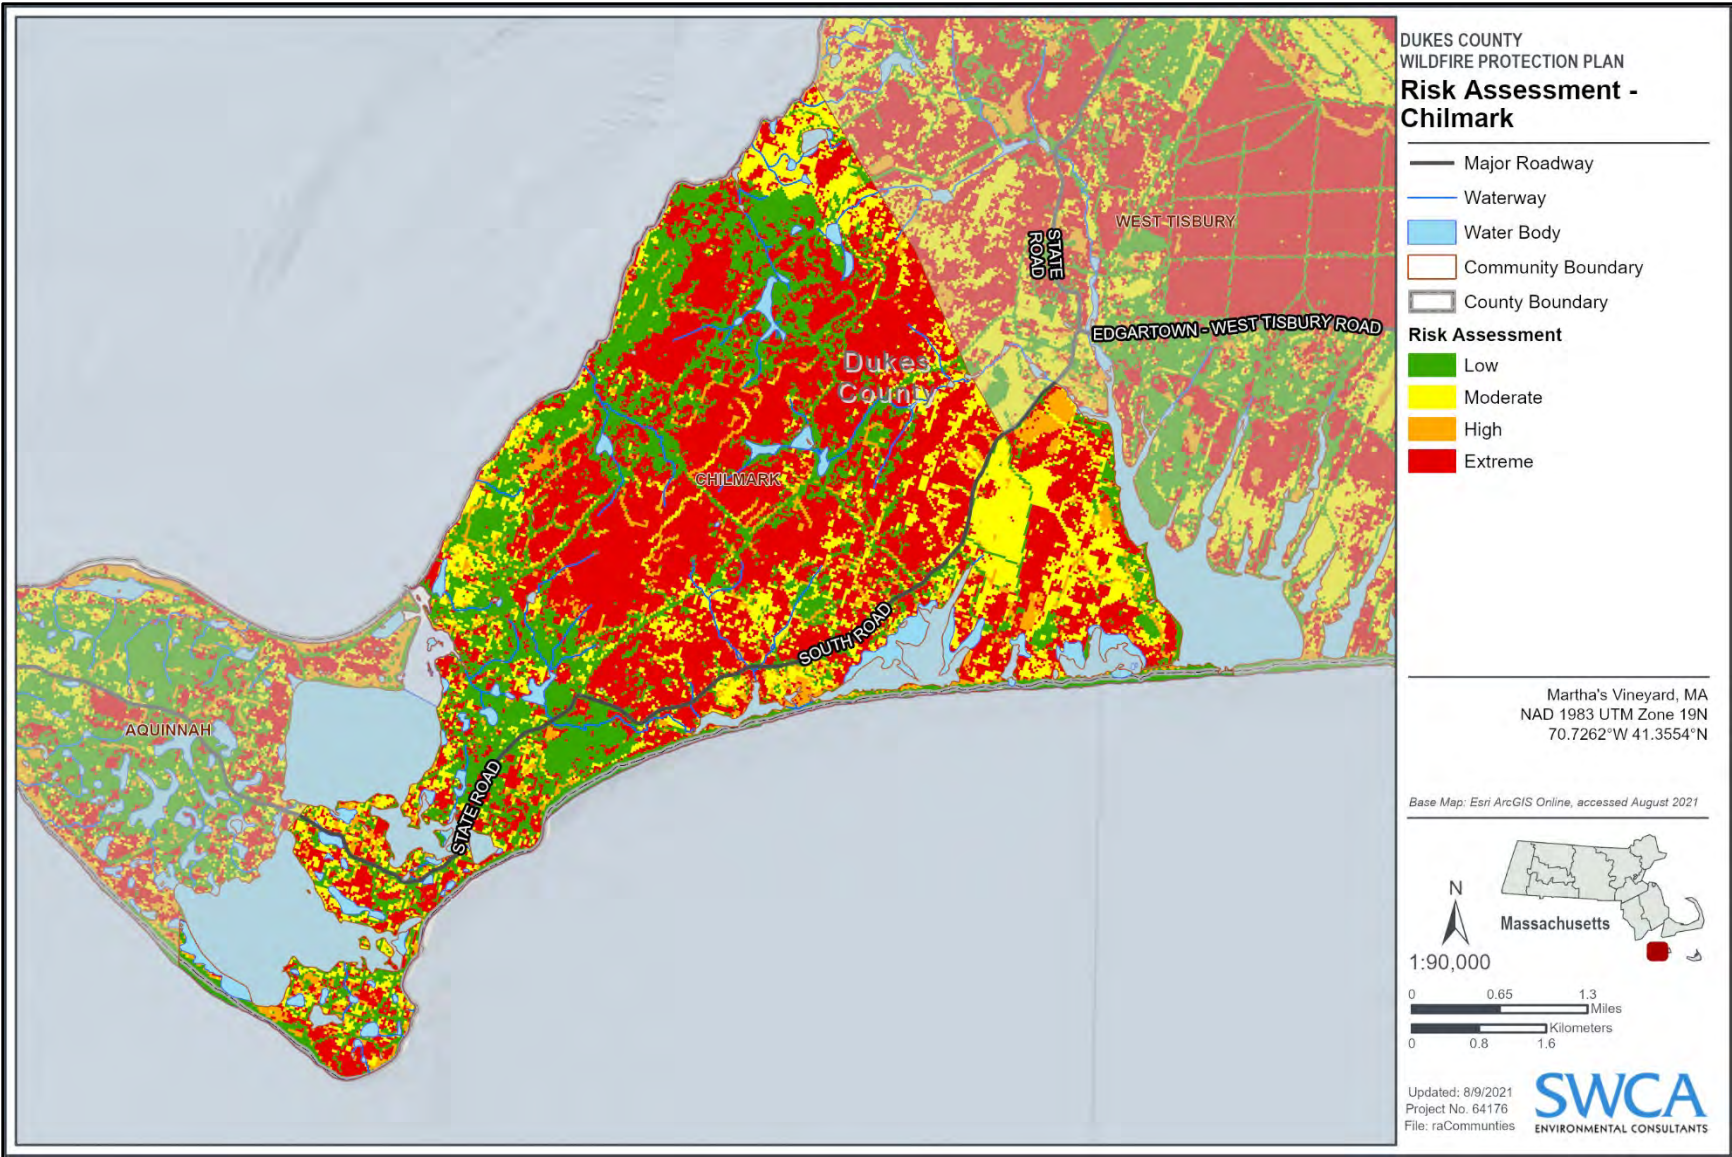 DUKES COUNTY
WILDFIRE PROTECTION PLAN
Risk Assessment -
Chilmark
Major Roadway
Waterway
Water Body
Community Boundary
County Boundary
Risk Assessment
Low
Moderate
High
Extreme
WEST TISBURY
STATE
ROAD
EDGARTOWN - WEST TISBURY ROAD
Dukes
County
CHILMARK
SOUTH ROAD
AQUINNAH
STATE ROAD
Martha's Vineyard, MA
NAD 1983 UTM Zone 19N
70.7262°W 41.3554°N
Base Map: Esri ArcGIS Online, accessed August 2021
N
Massachusetts
1:90,000
0 0.65 1.3
Miles
Kilometers
0 0.8 1.6
Updated: 8/9/2021
Project No. 64176
File: raCommunties
SWCA
ENVIRONMENTAL CONSULTANTS